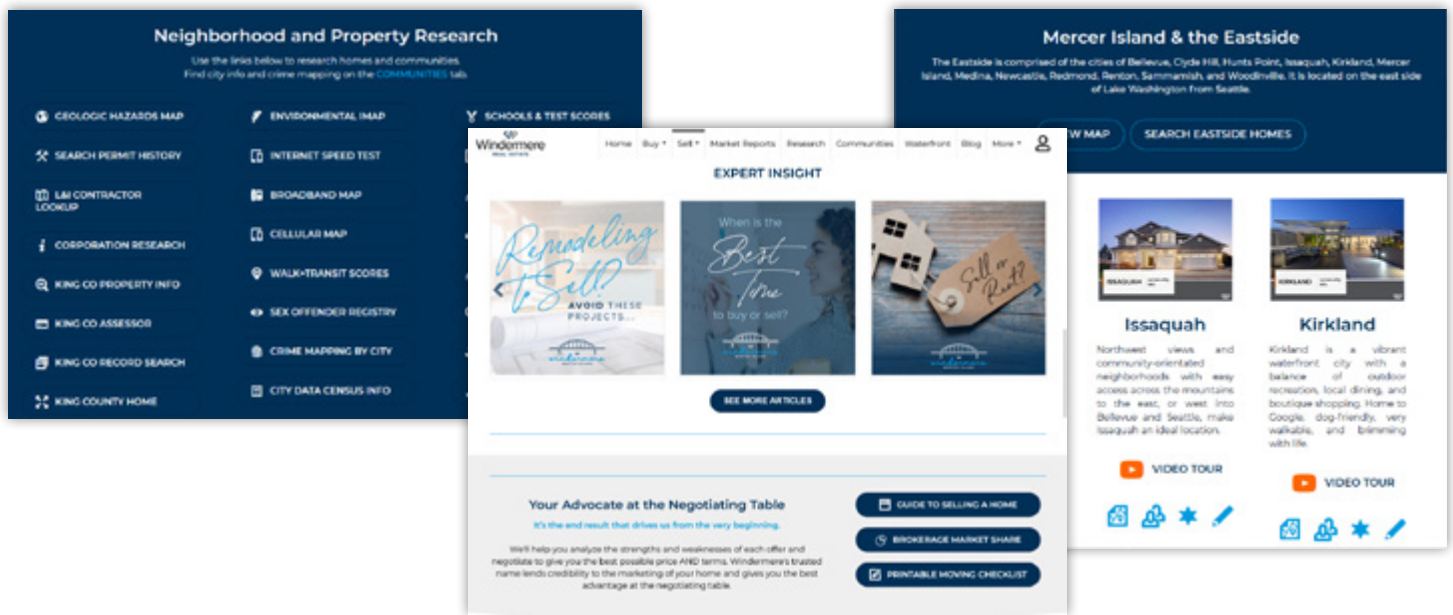 Neighborhood and Property Research
Use the links below to research homes and communities.
Find city info and crime mapping on the COMMUNITIES tab.
GEOLOGIC HAZARDS MAP
SEARCH PERMIT HISTORY
L&I CONTRACTOR
LOOKUP
CORPORATION RESEARCH
KING CO PROPERTY INFO
KING CO ASSESSOR
KING CO RECORD SEARCH
KING COUNTY HOME
ENVIRONMENTAL IMAP
INTERNET SPEED TEST
BROADBAND MAP
CELLULAR MAP
WALK+TRANSIT SCORES
SEX OFFENDER REGISTRY
CRIME MAPPING BY CITY
CITY DATA CENSUS INFO
SCHOOLS & TEST SCORES
Windermere
REAL ESTATE
Home Buy Sell Market Reports Research Communities Waterfront Blog More
EXPERT INSIGHT
Remodeling
to Sell?
AVOID THESE
PROJECTS...
windermere
When is the
Best
Time
to buy or sell?
windermere
Sell or
Rent?
windermere
SEE MORE ARTICLES
Your Advocate at the Negotiating Table
It's the end result that drives us from the very beginning.
We'll help you analyze the strengths and weaknesses of each offer and
negotiate to give you the best possible price AND terms. Windermere's trusted
name lends credibility to the marketing of your home and gives you the best
advantage at the negotiating table.
GUIDE TO SELLING A HOME
BROKERAGE MARKET SHARE
PRINTABLE MOVING CHECKLIST
Mercer Island & the Eastside
The Eastside is comprised of the cities of Bellevue, Clyde Hill, Hunts Point, Issaquah, Kirkland, Mercer
Island, Medina, Newcastle, Redmond, Renton, Sammamish, and Woodinville. It is located on the east side
of Lake Washington from Seattle.
MAP
SEARCH EASTSIDE HOMES
ISSAQUAH
Issaquah
Northwest views and
community-orientated
neighborhoods with easy
access across the mountains
to the east, or west into
Bellevue and Seattle, make
Issaquah an ideal location.
VIDEO TOUR
KIRKLAND
Kirkland
Kirkland is a vibrant
waterfront city with a
balance of outdoor
recreation, local dining, and
boutique shopping. Home to
Google, dog-friendly, very
walkable, and brimming
with life.
VIDEO TOUR